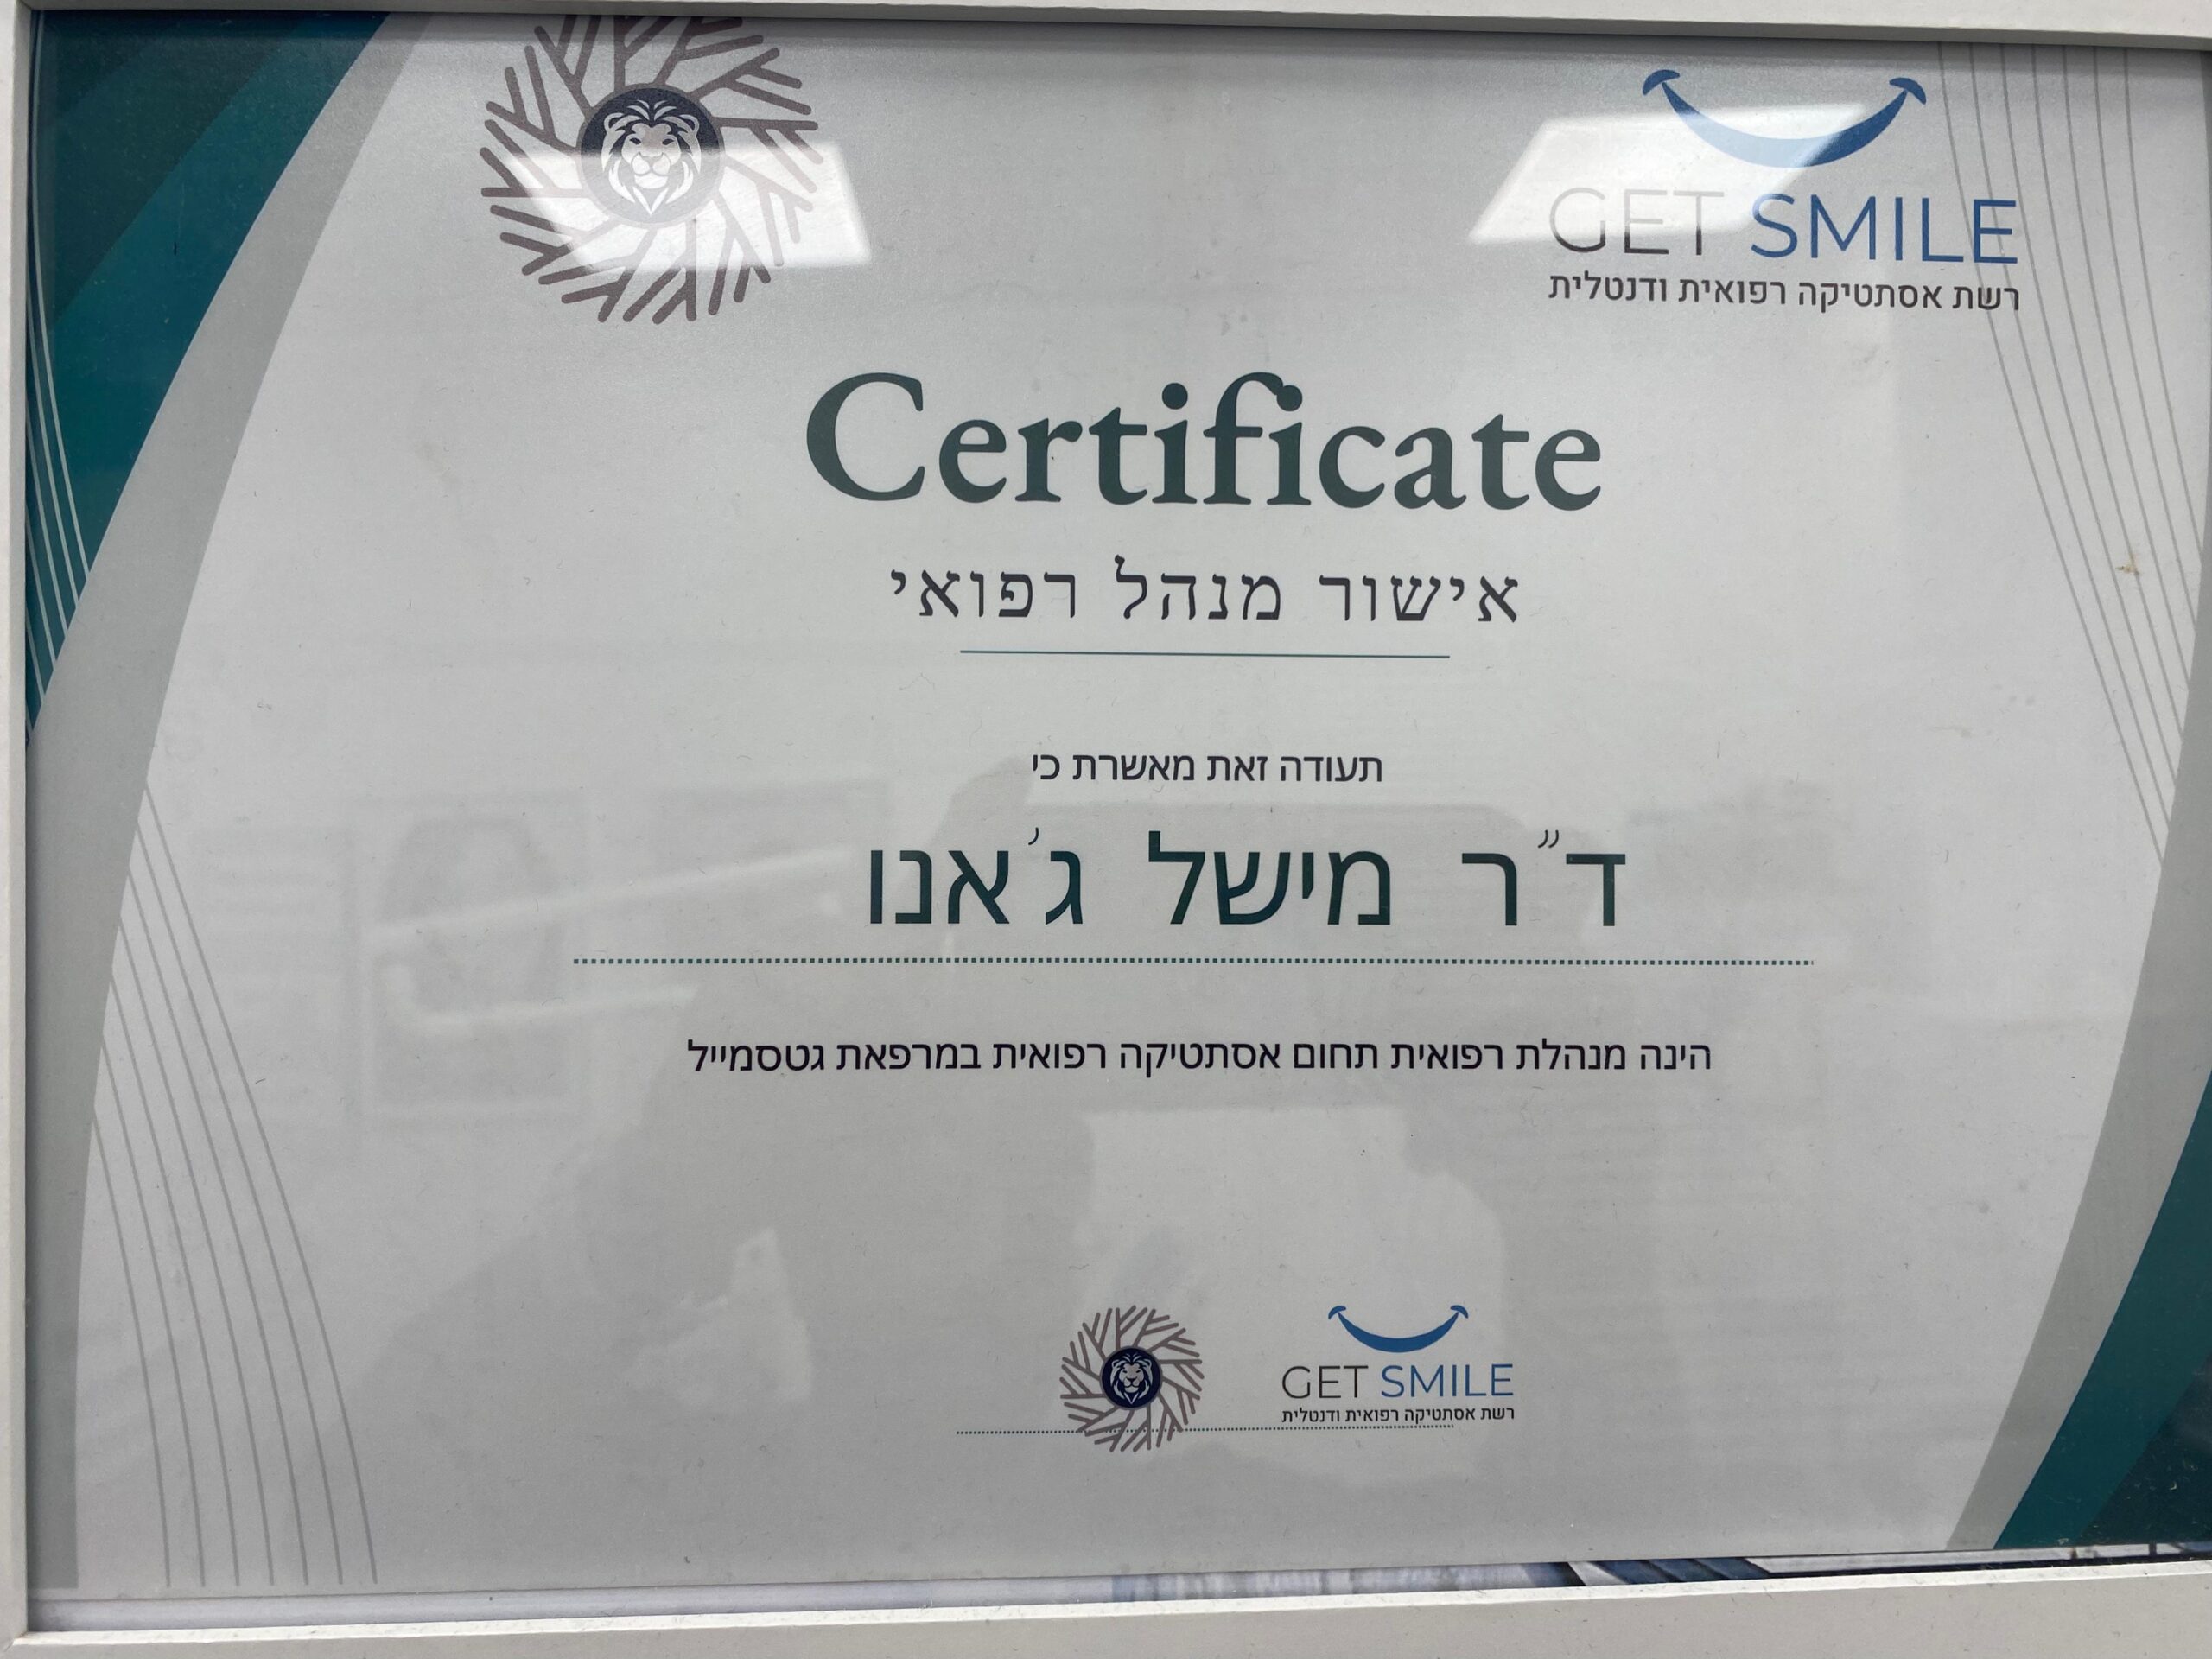 GET SMILE
רשת אסתטיקה רפואית ודנטלית
Certificate
אישור מנהל רפואי
תעודה זאת מאשרת כי
ד״ר מישל ג׳אנו
הינה מנהלת רפואית תחום אסתטיקה רפואית במרפאת גטסמייל
GET SMILE
רשת אסתטיקה רפואית ודנטלית